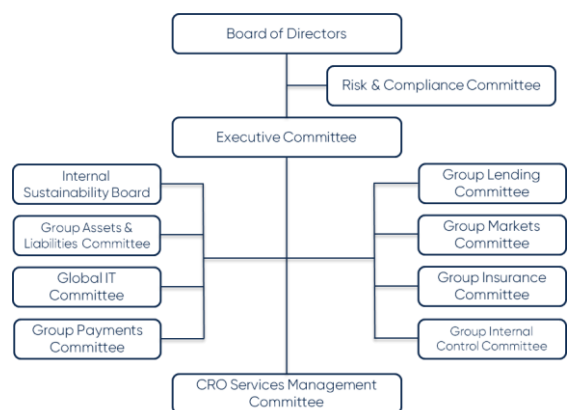 Board of Directors
Risk & Compliance Committee
Executive Committee
Internal
Sustainability Board
Group Assets &
Liabilities Committee
Global IT
Committee
Group Payments
Committee
Group Lending
Committee
Group Markets
Committee
Group Insurance
Committee
Group Internal
Control Committee
CRO Services Management
Committee